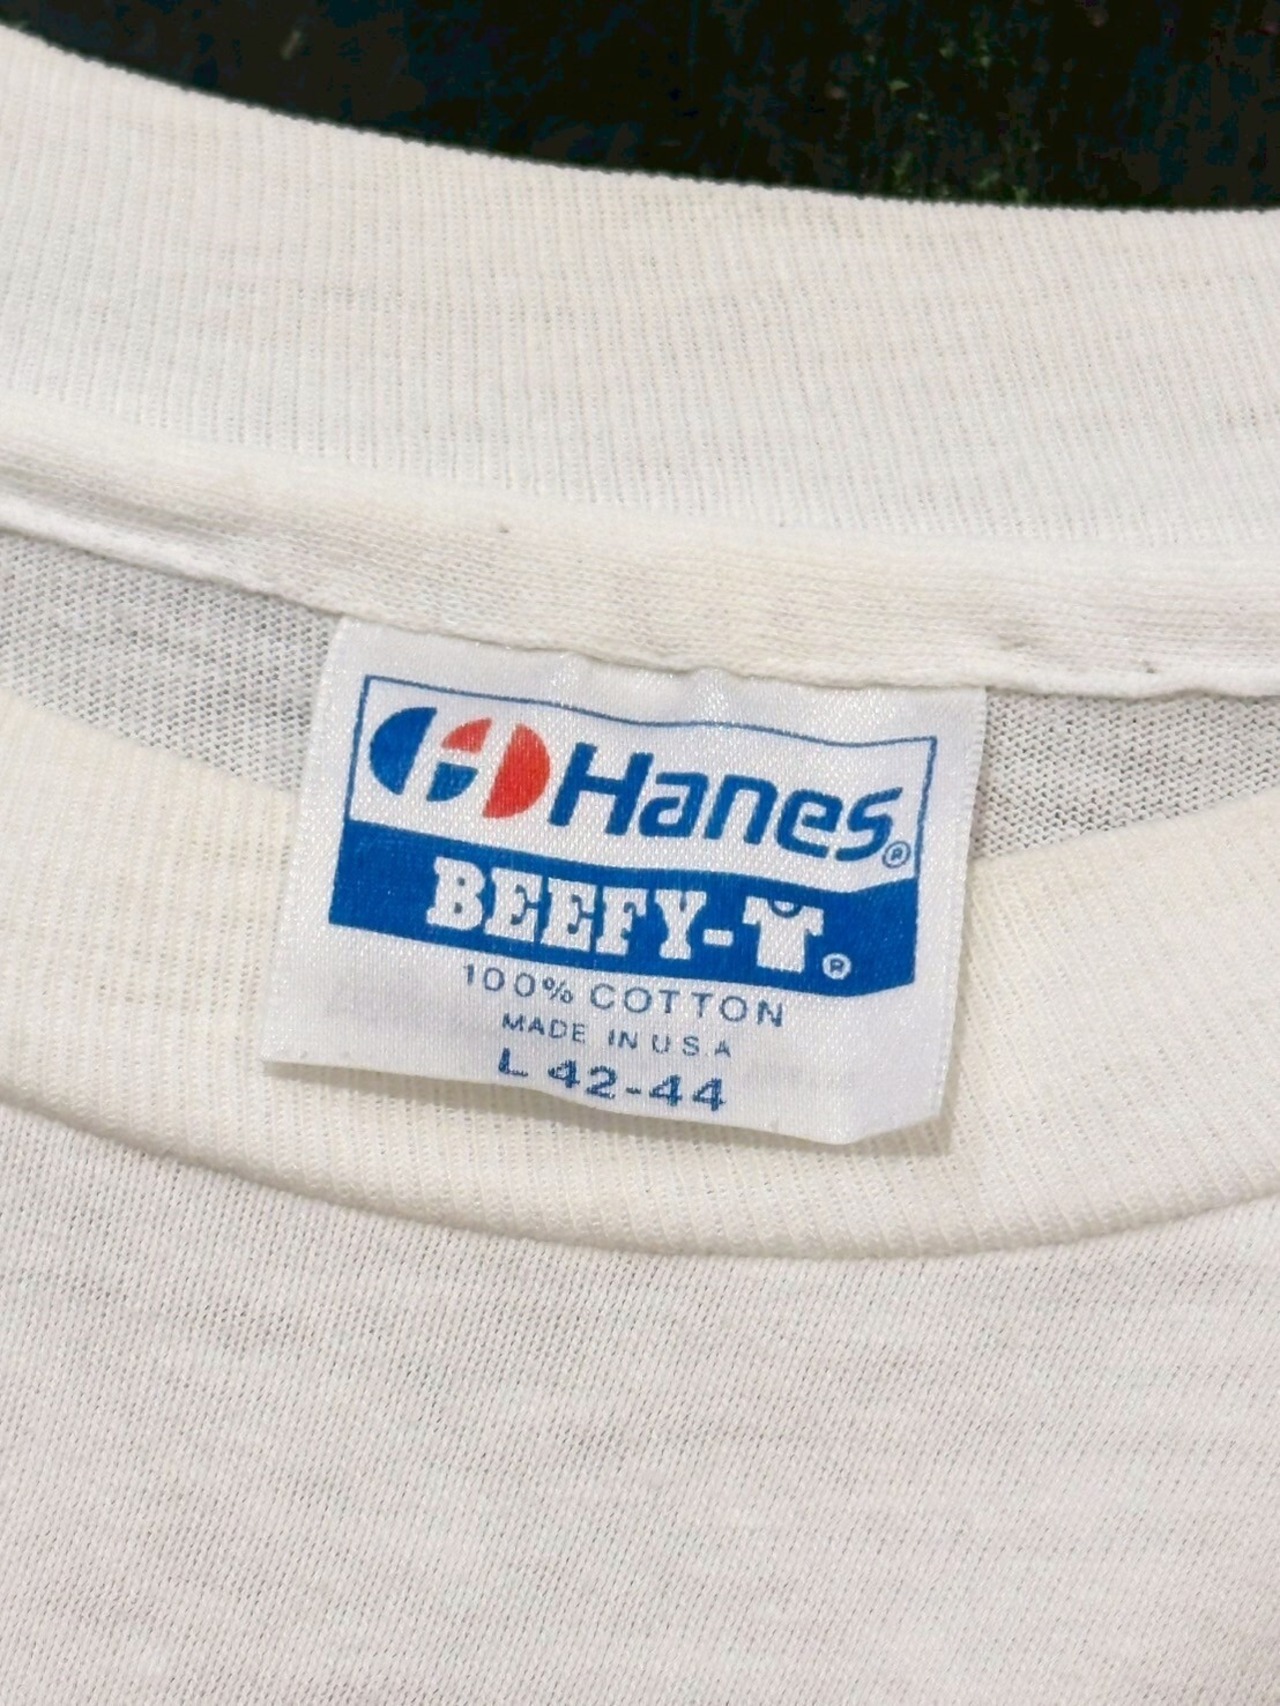 Hanes®
BEEFY-T®
100% COTTON
MADE IN U.S.A
L 42-44